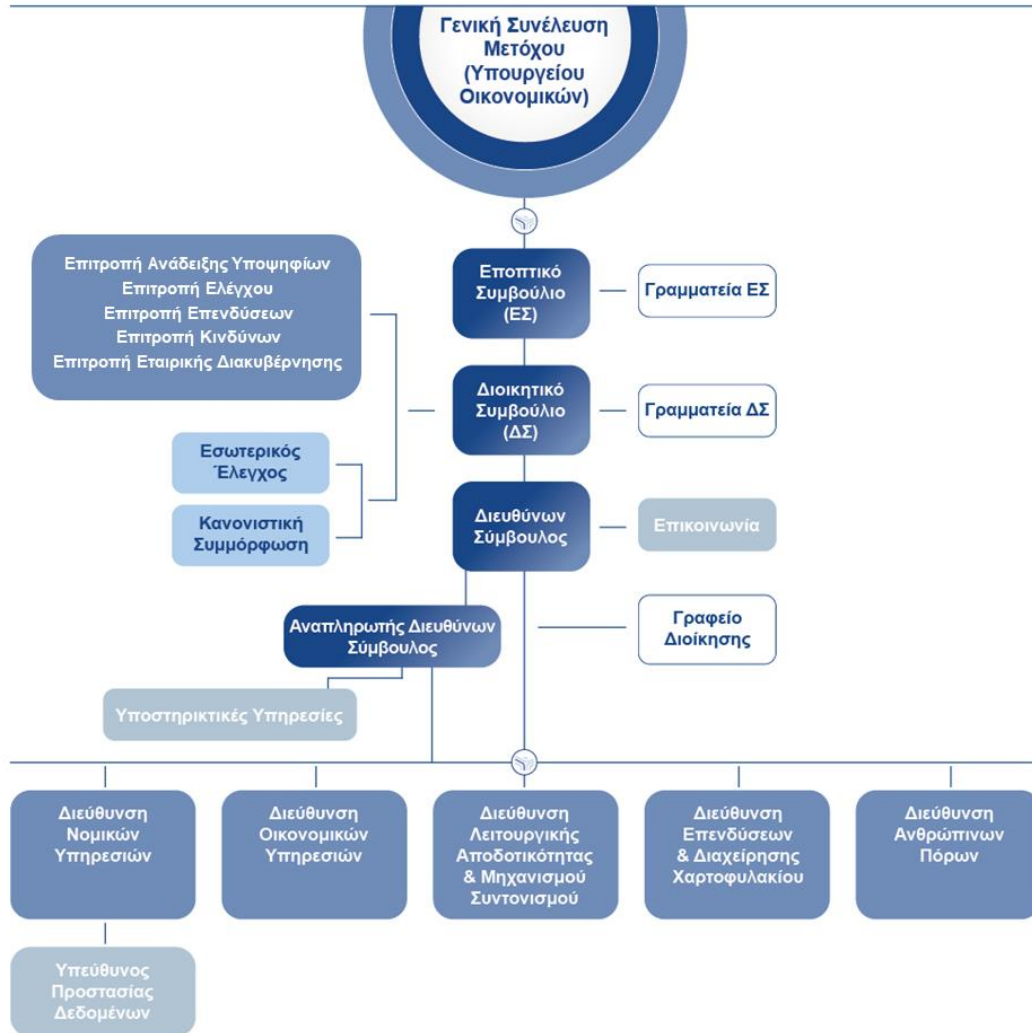 Γενική Συνέλευση
Μετόχου
(Υπουργείου
Οικονομικών)
Επιτροπή Ανάδειξης Υποψηφίων
Επιτροπή Ελέγχου
Επιτροπή Επενδύσεων
Επιτροπή Κινδύνων
Επιτροπή Εταιρικής Διακυβέρνησης
Εποπτικό
Συμβούλιο
(ΕΣ)
Γραμματεία ΕΣ
Διοικητικό
Συμβούλιο
(ΔΣ)
Γραμματεία ΔΣ
Εσωτερικός
Έλεγχος
Κανονιστική
Συμμόρφωση
Διευθύνων
Σύμβουλος
Επικοινωνία
Αναπληρωτής Διευθύνων
Σύμβουλος
Γραφείο
Διοίκησης
Υποστηρικτικές Υπηρεσίες
Διεύθυνση
Νομικών
Υπηρεσιών
Διεύθυνση
Οικονομικών
Υπηρεσιών
Διεύθυνση
Λειτουργικής
Αποδοτικότητας
& Μηχανισμού
Συντονισμού
Διεύθυνση
Επενδύσεων
& Διαχείρησης
Χαρτοφυλακίου
Διεύθυνση
Ανθρώπινων
Πόρων
Υπεύθυνος
Προστασίας
Δεδομένων